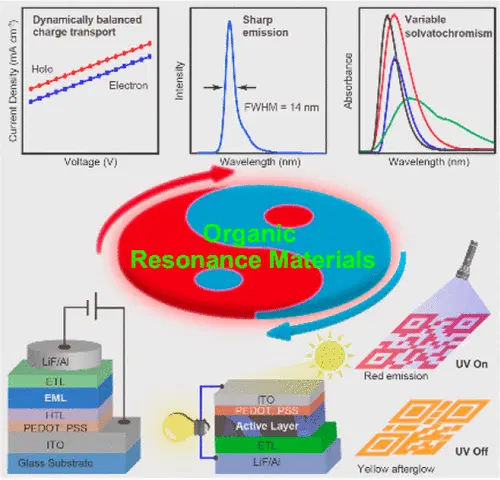 Dynamically balanced
charge transport
Current Density (mA cm⁻²)
Holo
Electron
Voltage (V)
Sharp
emission
Intensity
FWHM = 14 nm
Wavelength (nm)
Variable
solvatochromism
Absorbance
Wavelength (nm)
Organic
Resonance Materials
LiF/Al
ETL
EML
HTL
PEDOT, PSS
ITO
Glass Substrate
ITO
PEDOT, PSS
Active Layer
ETL
LiF/Al
UV On
Red emission
UV Off
Yellow afterglow